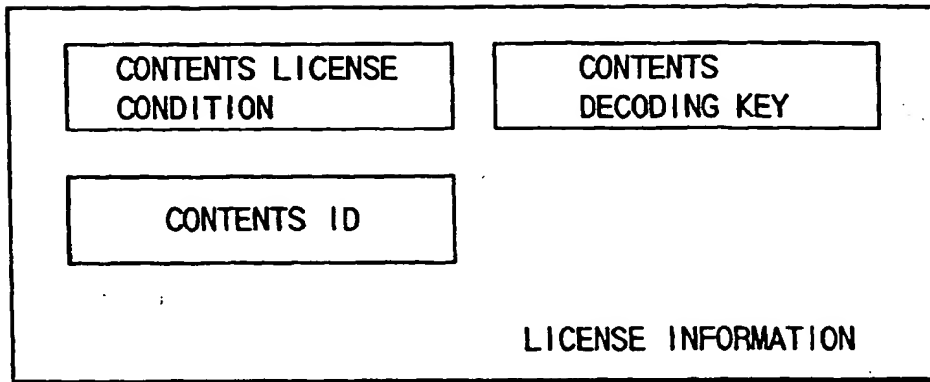 CONTENTS LICENSE
CONDITION
CONTENTS
DECODING KEY
CONTENTS ID
LICENSE INFORMATION